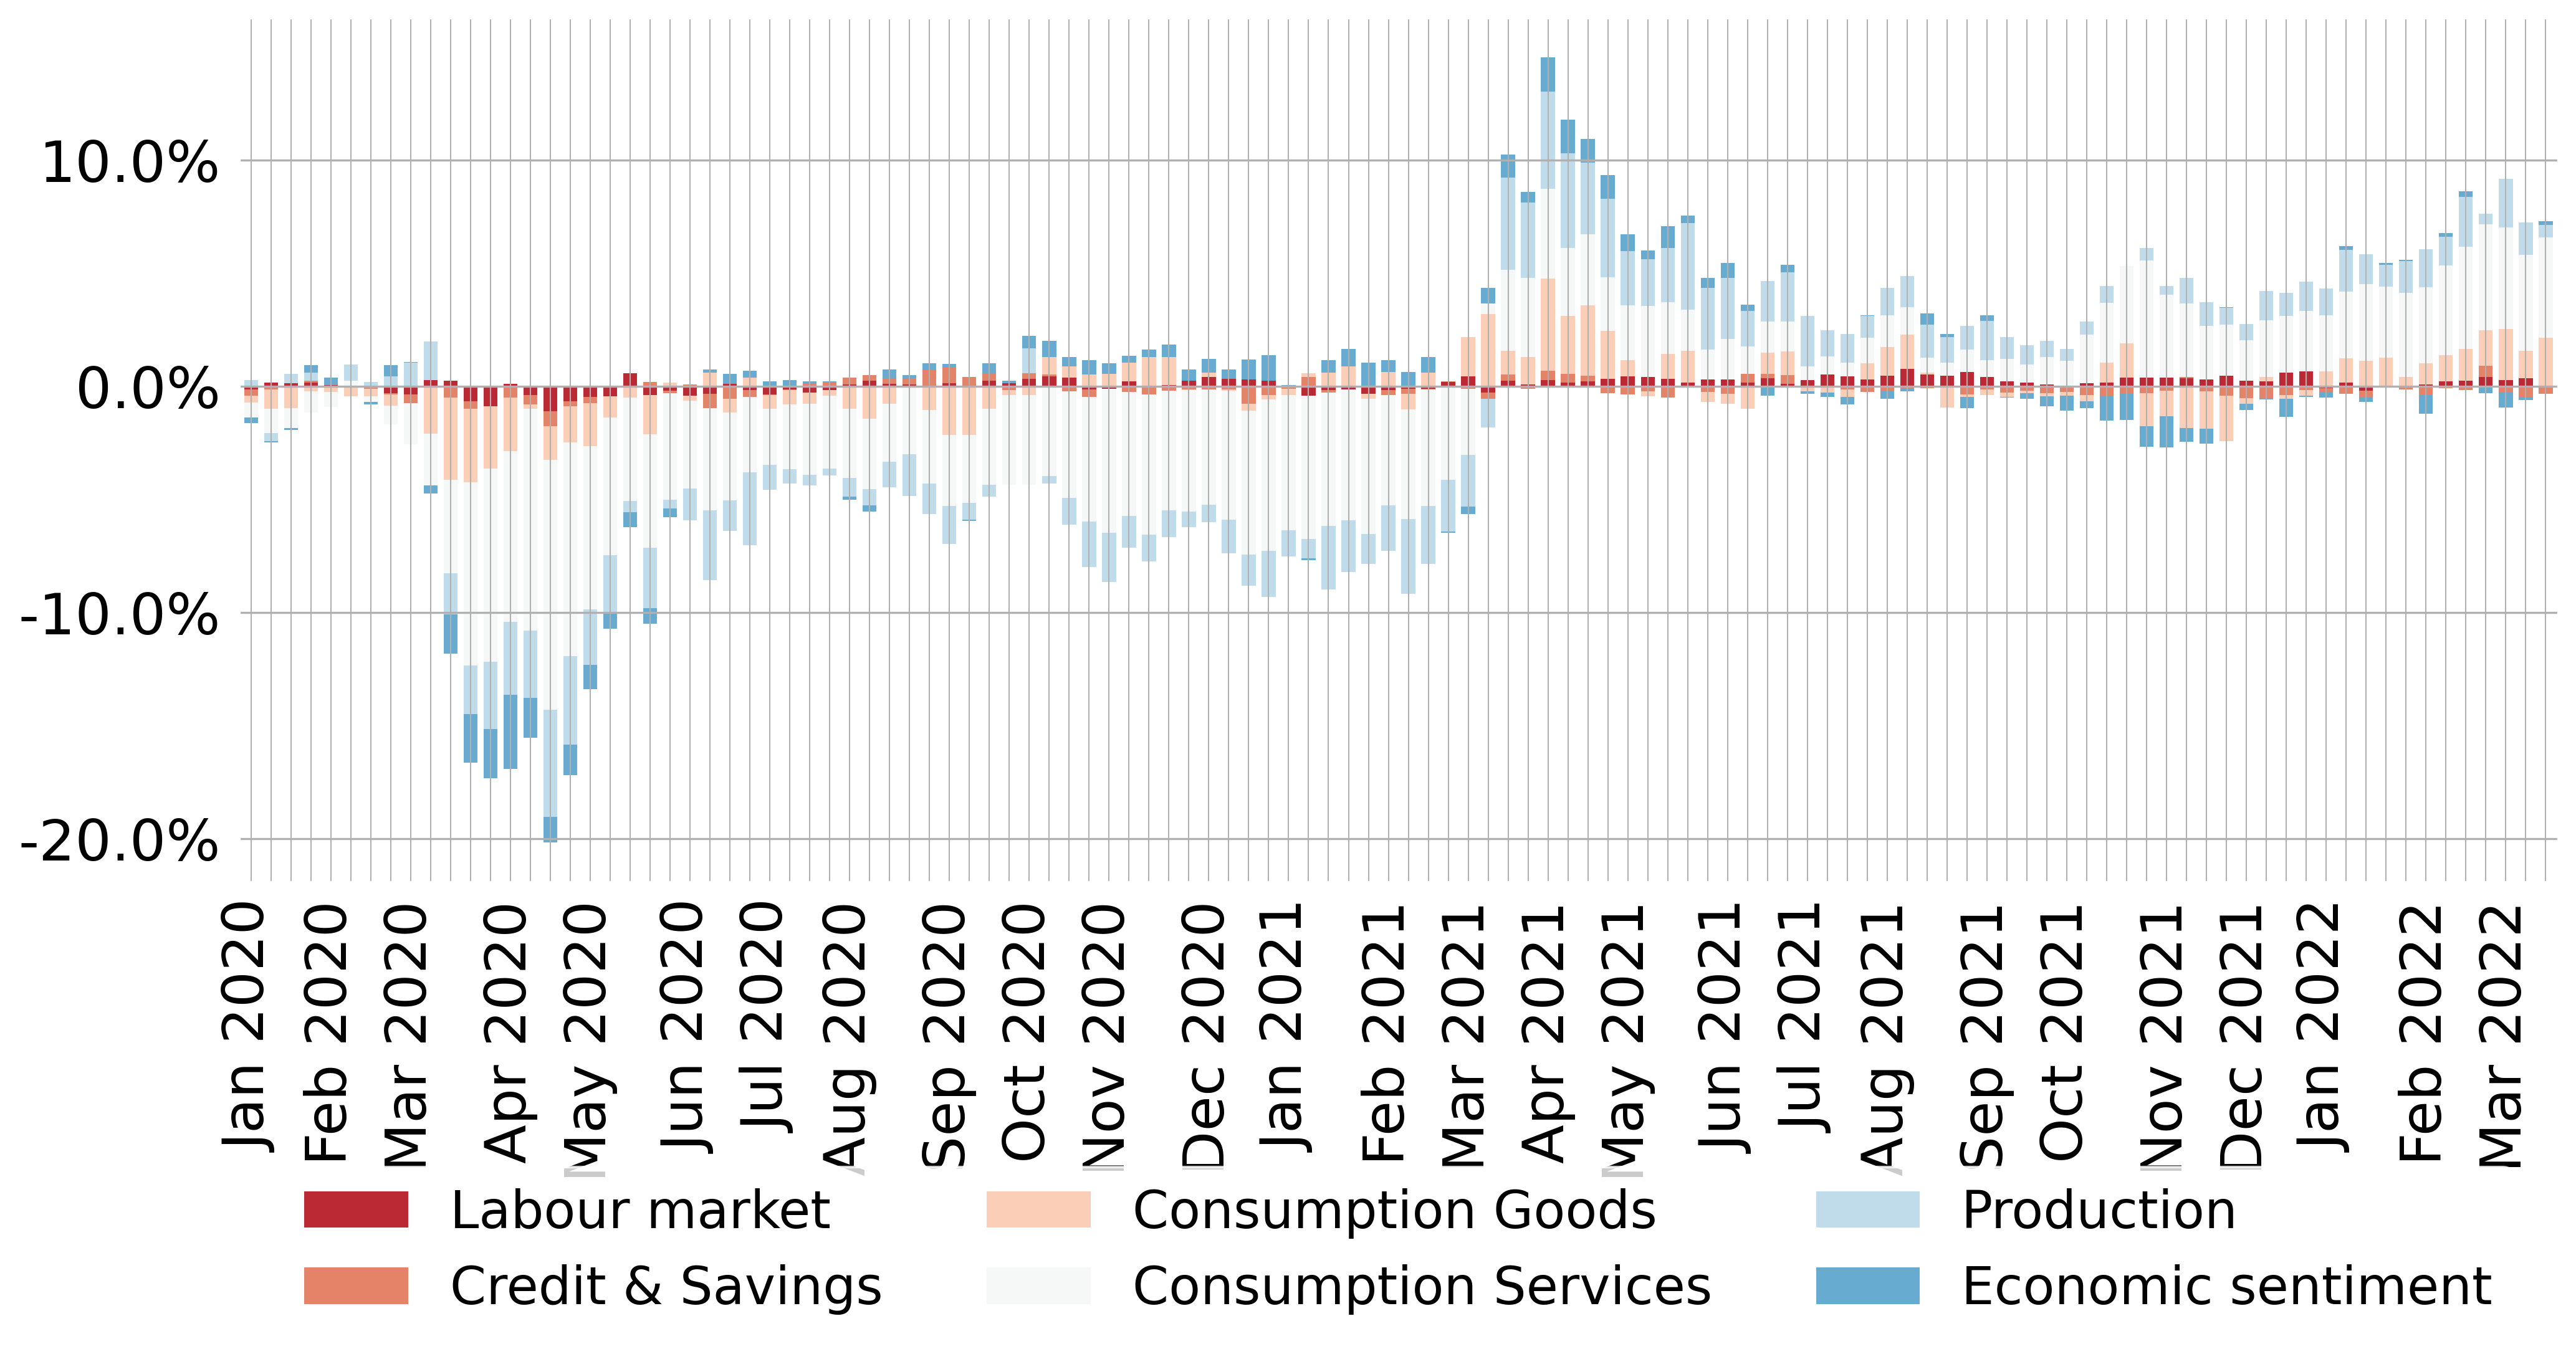 10.0%
0.0%
-10.0%
-20.0%
Jan 2020
Feb 2020
Mar 2020
Apr 2020
May 2020
Jun 2020
Jul 2020
Aug 2020
Sep 2020
Oct 2020
Nov 2020
Dec 2020
Jan 2021
Feb 2021
Mar 2021
Apr 2021
May 2021
Jun 2021
Jul 2021
Aug 2021
Sep 2021
Oct 2021
Nov 2021
Dec 2021
Jan 2022
Feb 2022
Mar 2022
Labour market
Credit & Savings
Consumption Goods
Consumption Services
Production
Economic sentiment